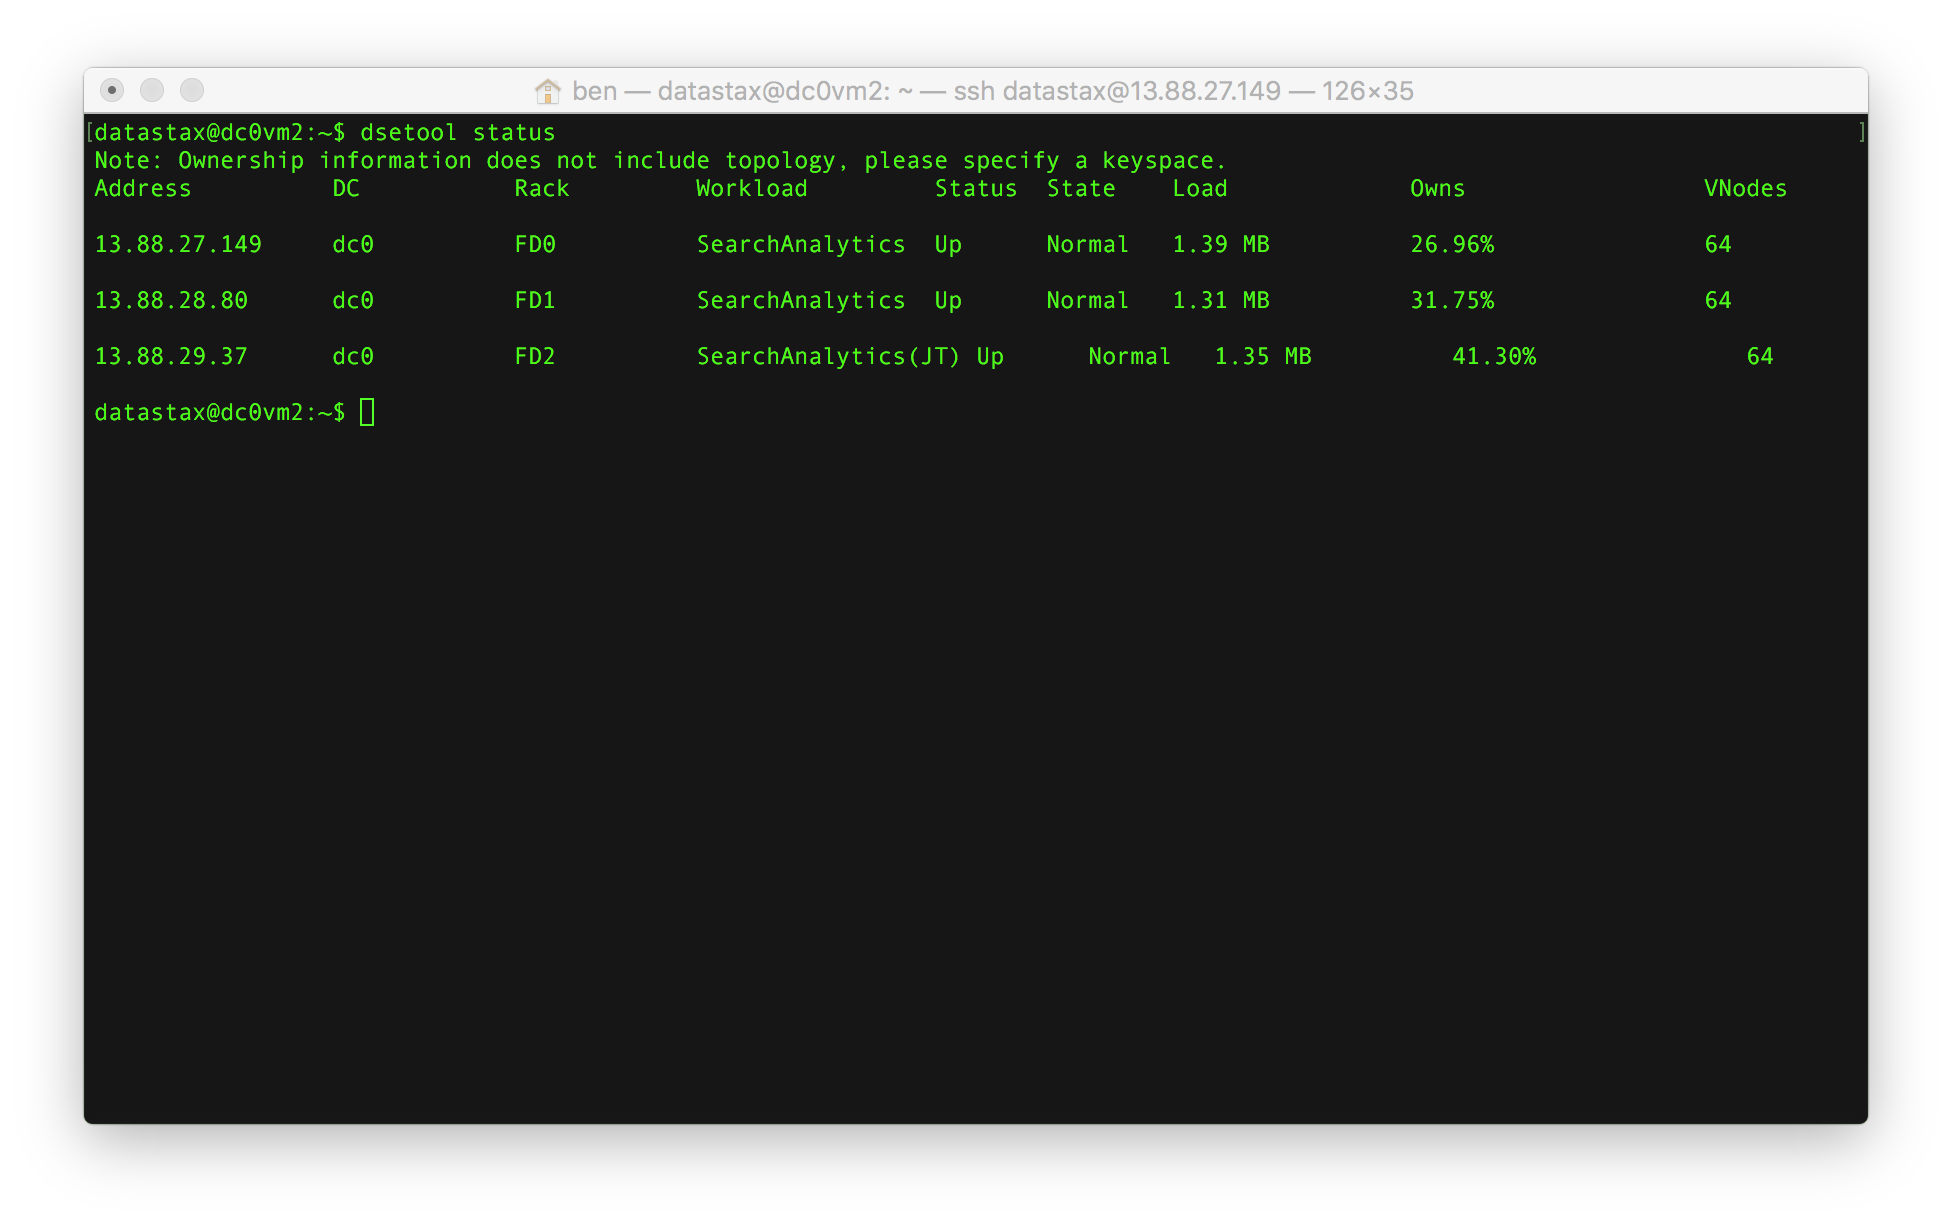 ben — datastax@dc0vm2: ~ — ssh datastax@13.88.27.149 — 126×35
[datastax@dc0vm2:~$ dsetool status ]
Note: Ownership information does not include topology, please specify a keyspace.
Address DC Rack Workload Status State Load Owns VNodes
13.88.27.149 dc0 FD0 SearchAnalytics Up Normal 1.39 MB 26.96% 64
13.88.28.80 dc0 FD1 SearchAnalytics Up Normal 1.31 MB 31.75% 64
13.88.29.37 dc0 FD2 SearchAnalytics(JT) Up Normal 1.35 MB 41.30% 64
datastax@dc0vm2:~$